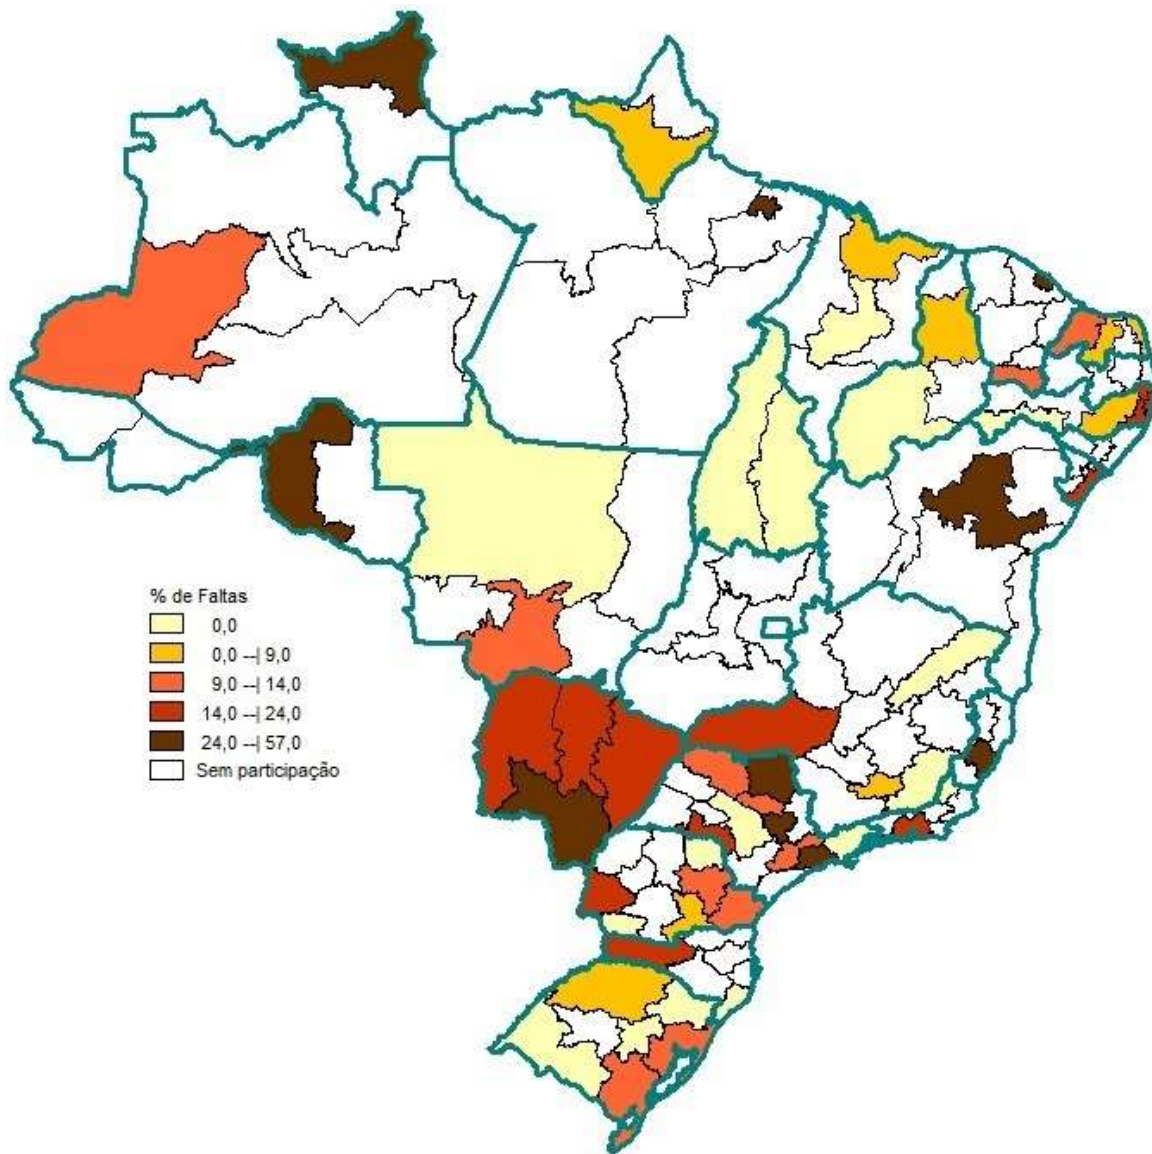 % de Faltas
0,0
0,0 --| 9,0
9,0 --| 14,0
14,0 --| 24,0
24,0 --| 57,0
Sem participação